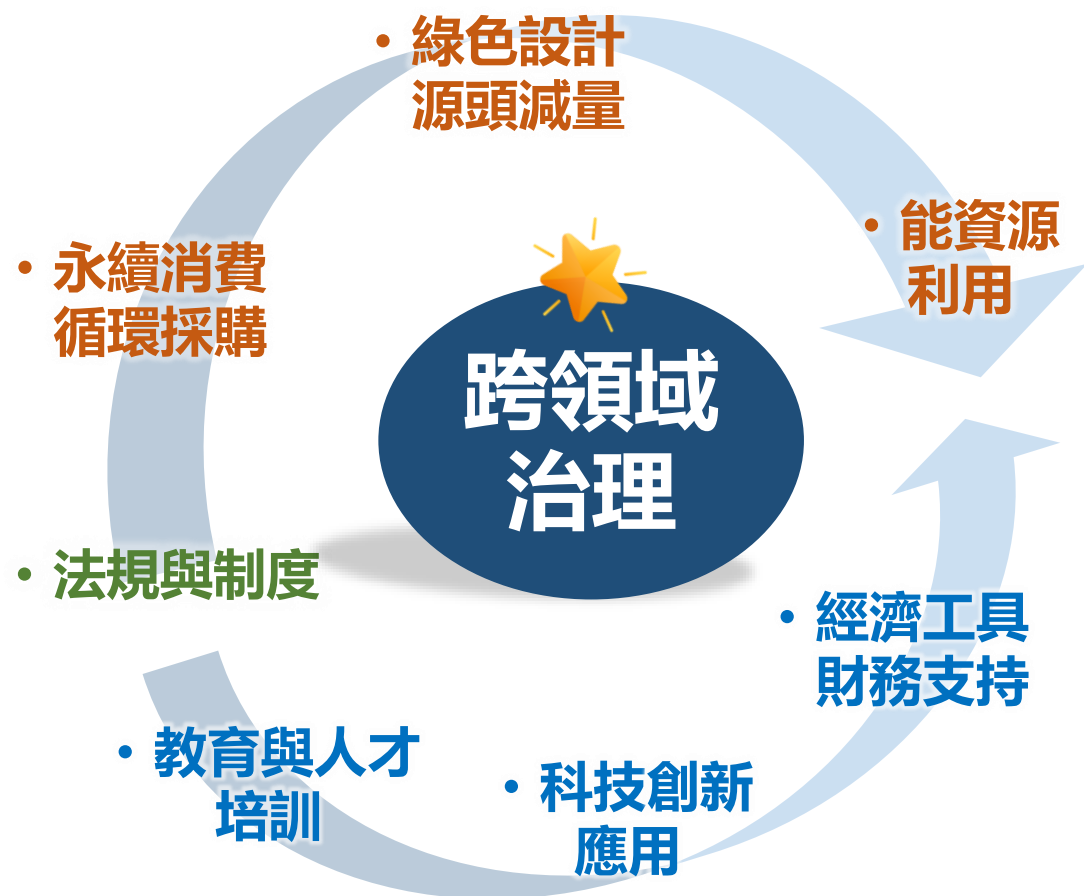 • 綠色設計
源頭減量
• 能資源
利用
• 永續消費
循環採購
跨領域
治理
• 法規與制度
• 經濟工具
財務支持
• 教育與人才
培訓
• 科技創新
應用